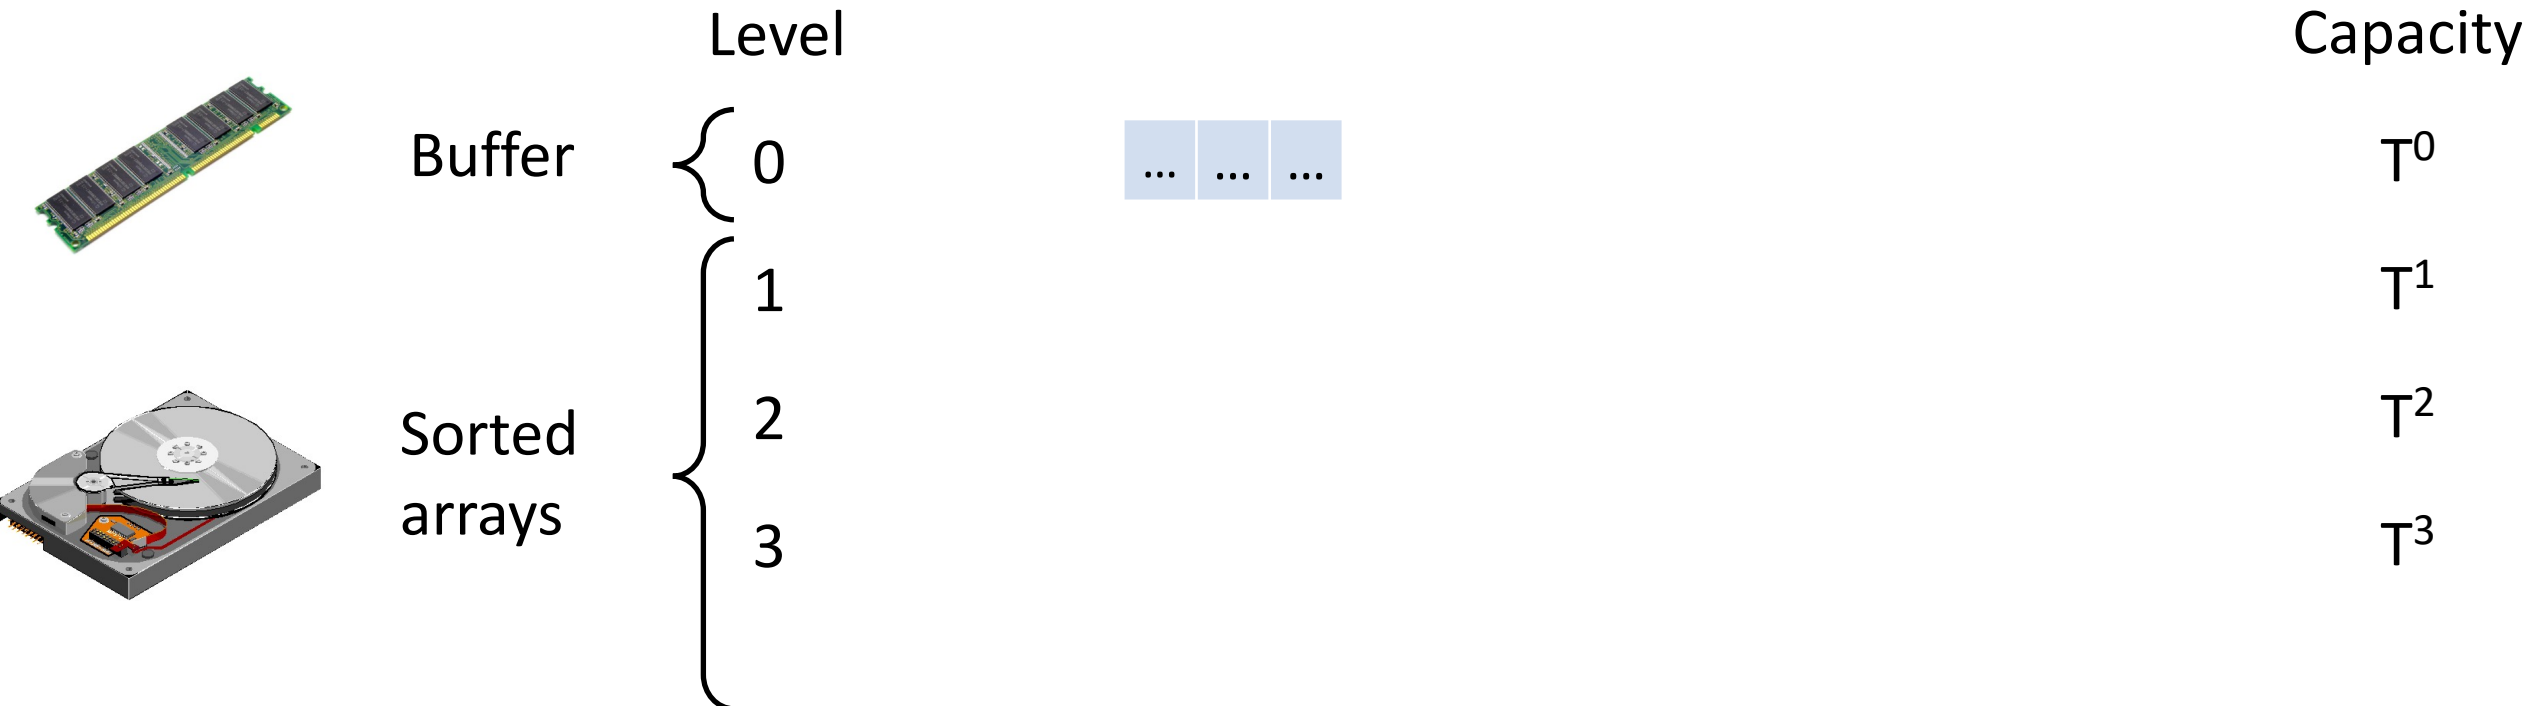 Level
Capacity
Buffer
0
... ... ...
T⁰
1
T¹
Sorted
arrays
2
T²
3
T³